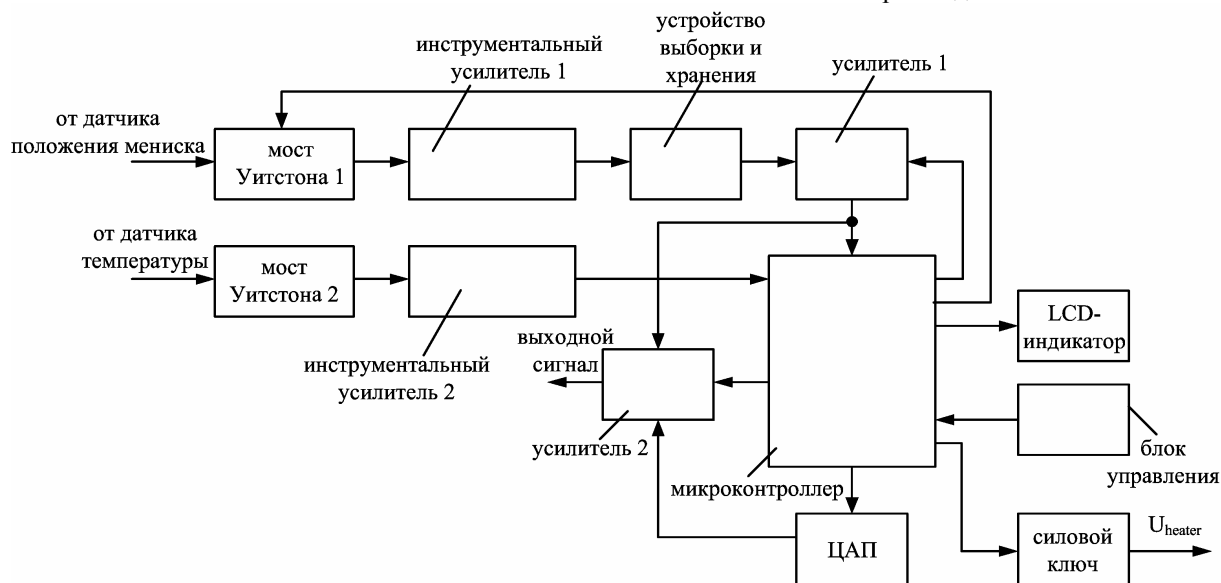 устройство
выборки и
хранения
инструментальный
усилитель 1
усилитель 1
от датчика
положения мениска
мост
Уитстона 1
от датчика
температуры
мост
Уитстона 2
инструментальный
усилитель 2
выходной
сигнал
усилитель 2
микроконтроллер
LCD-
индикатор
блок
управления
ЦАП
силовой
ключ
Uheater